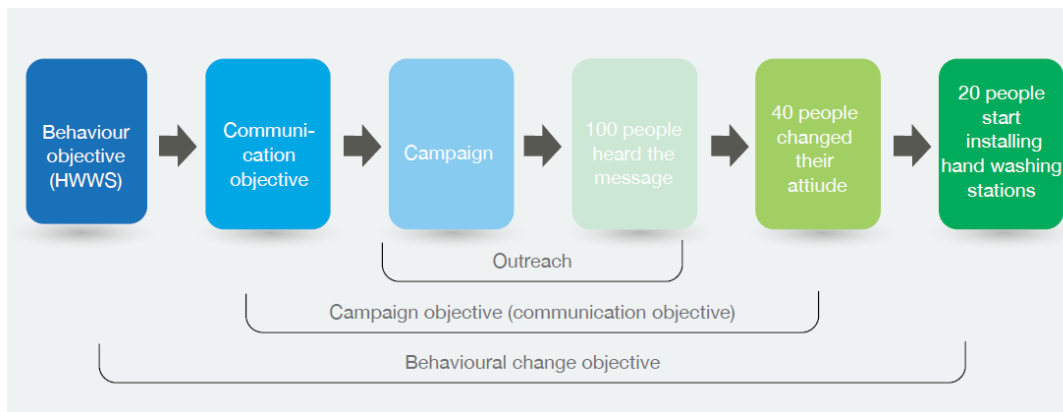 Behaviour
objective
(HWWS)
Communi-
cation
objective
Campaign
100 people
heard the
message
40 people
changed
their
attiude
20 people
start
installing
hand washing
stations
Outreach
Campaign objective (communication objective)
Behavioural change objective